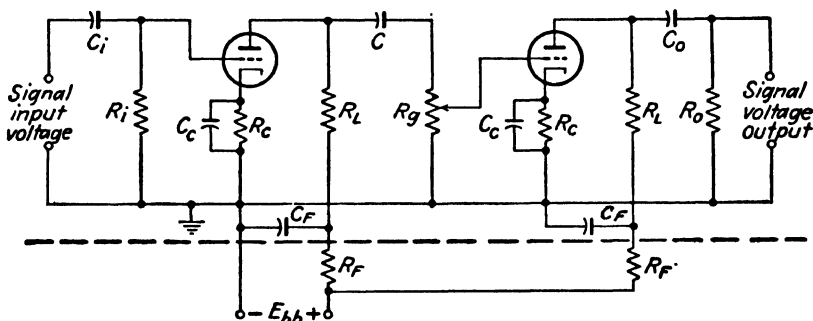 Ci
C
Co
Signal input voltage
Ri
Cc
Rc
RL
Rg
Cc
Rc
RL
Ro
Signal voltage output
CF
CF
RF
RF
- Ebb +